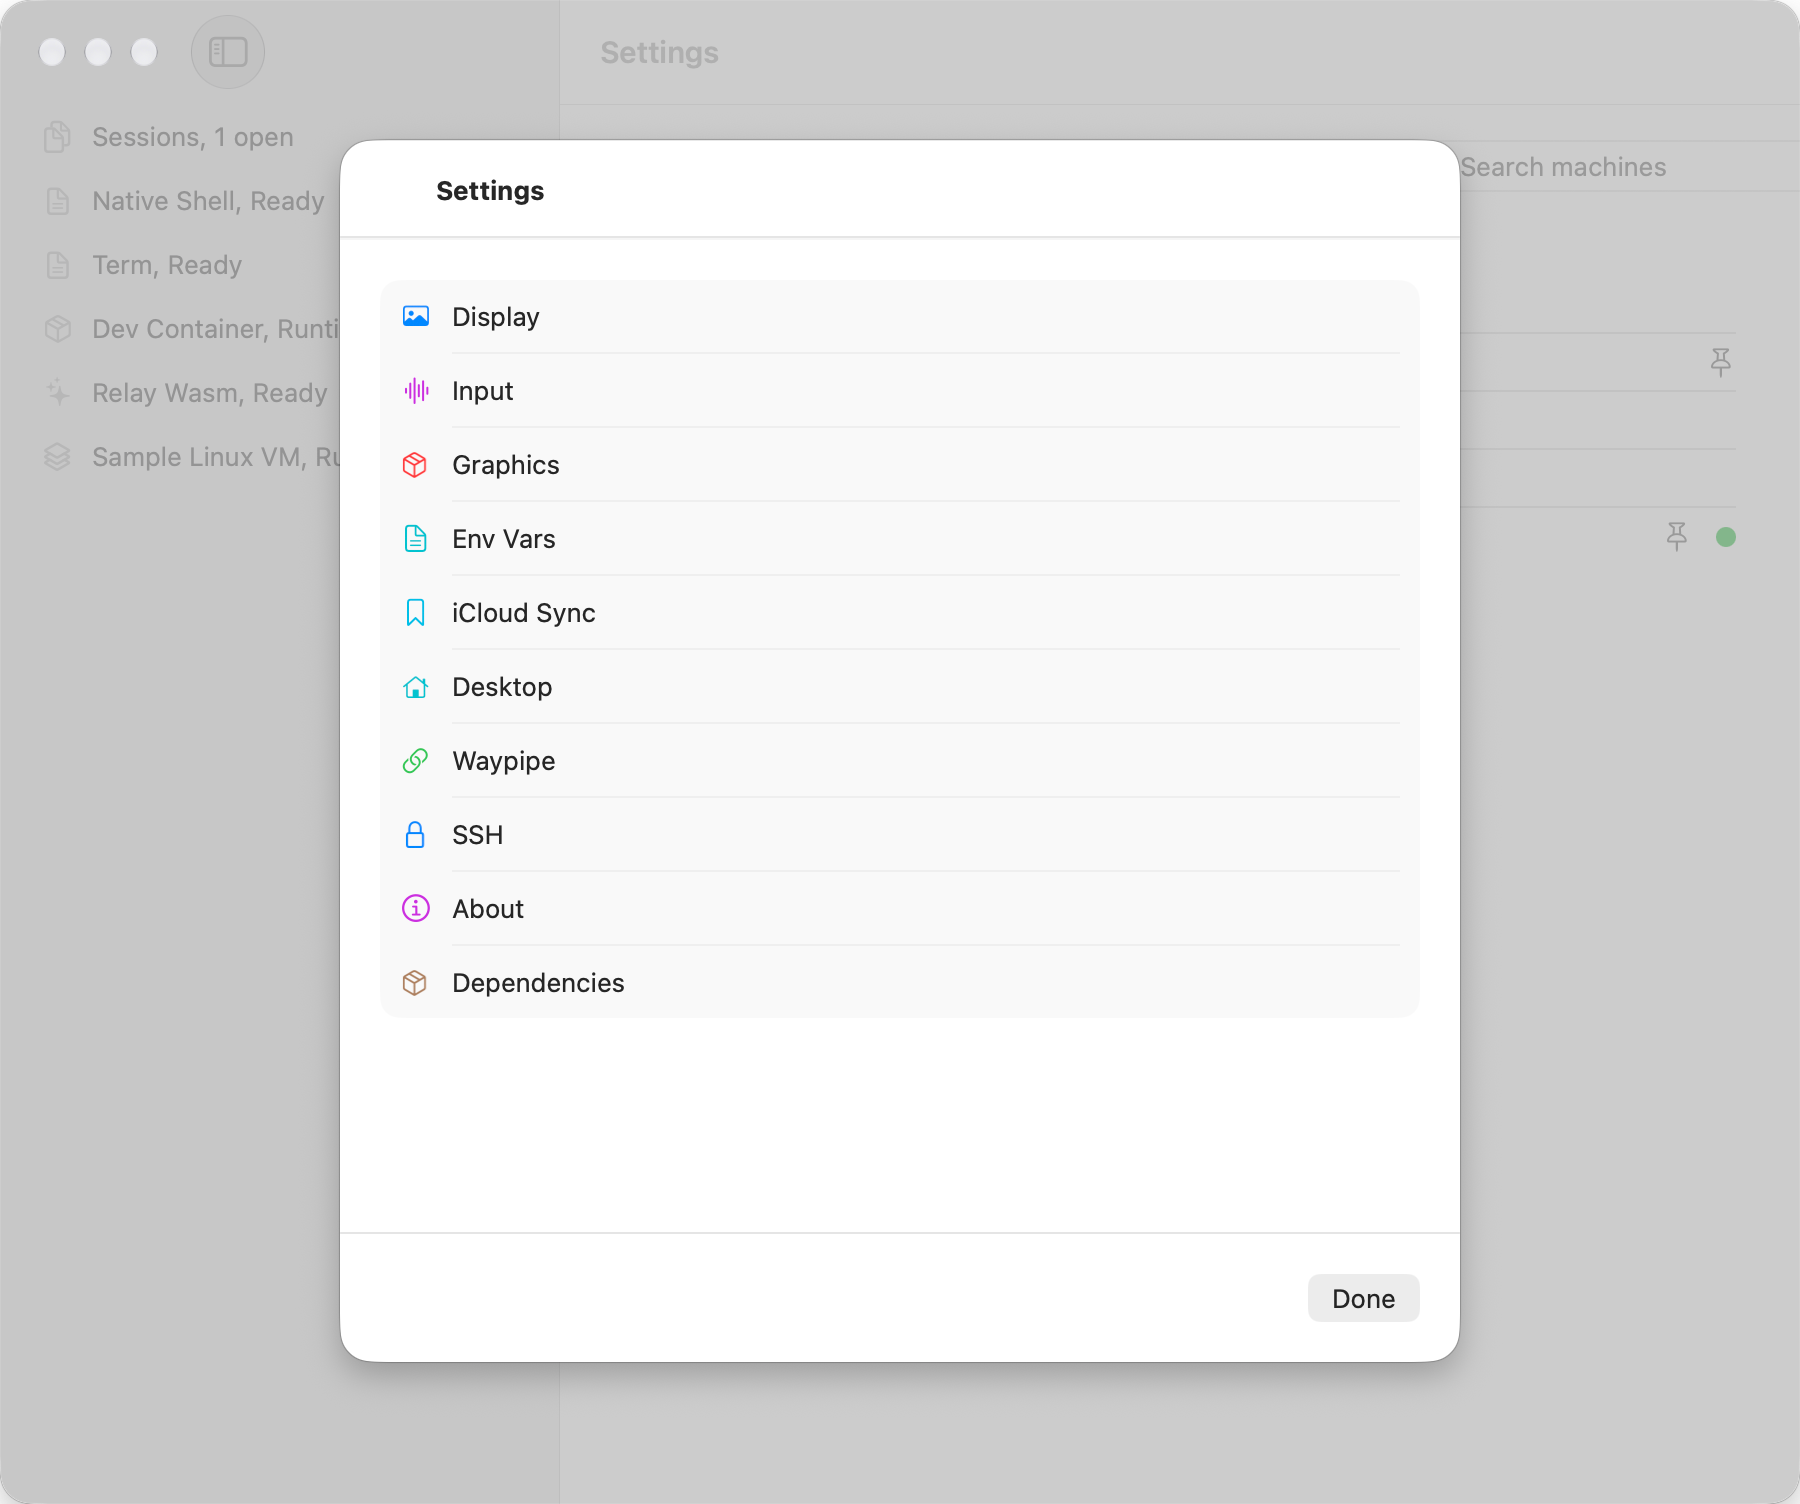 Settings
Sessions, 1 open
Native Shell, Ready
Term, Ready
Dev Container, Runti
Relay Wasm, Ready
Sample Linux VM, Ru
Search machines
Settings
Display
Input
Graphics
Env Vars
iCloud Sync
Desktop
Waypipe
SSH
About
Dependencies
Done